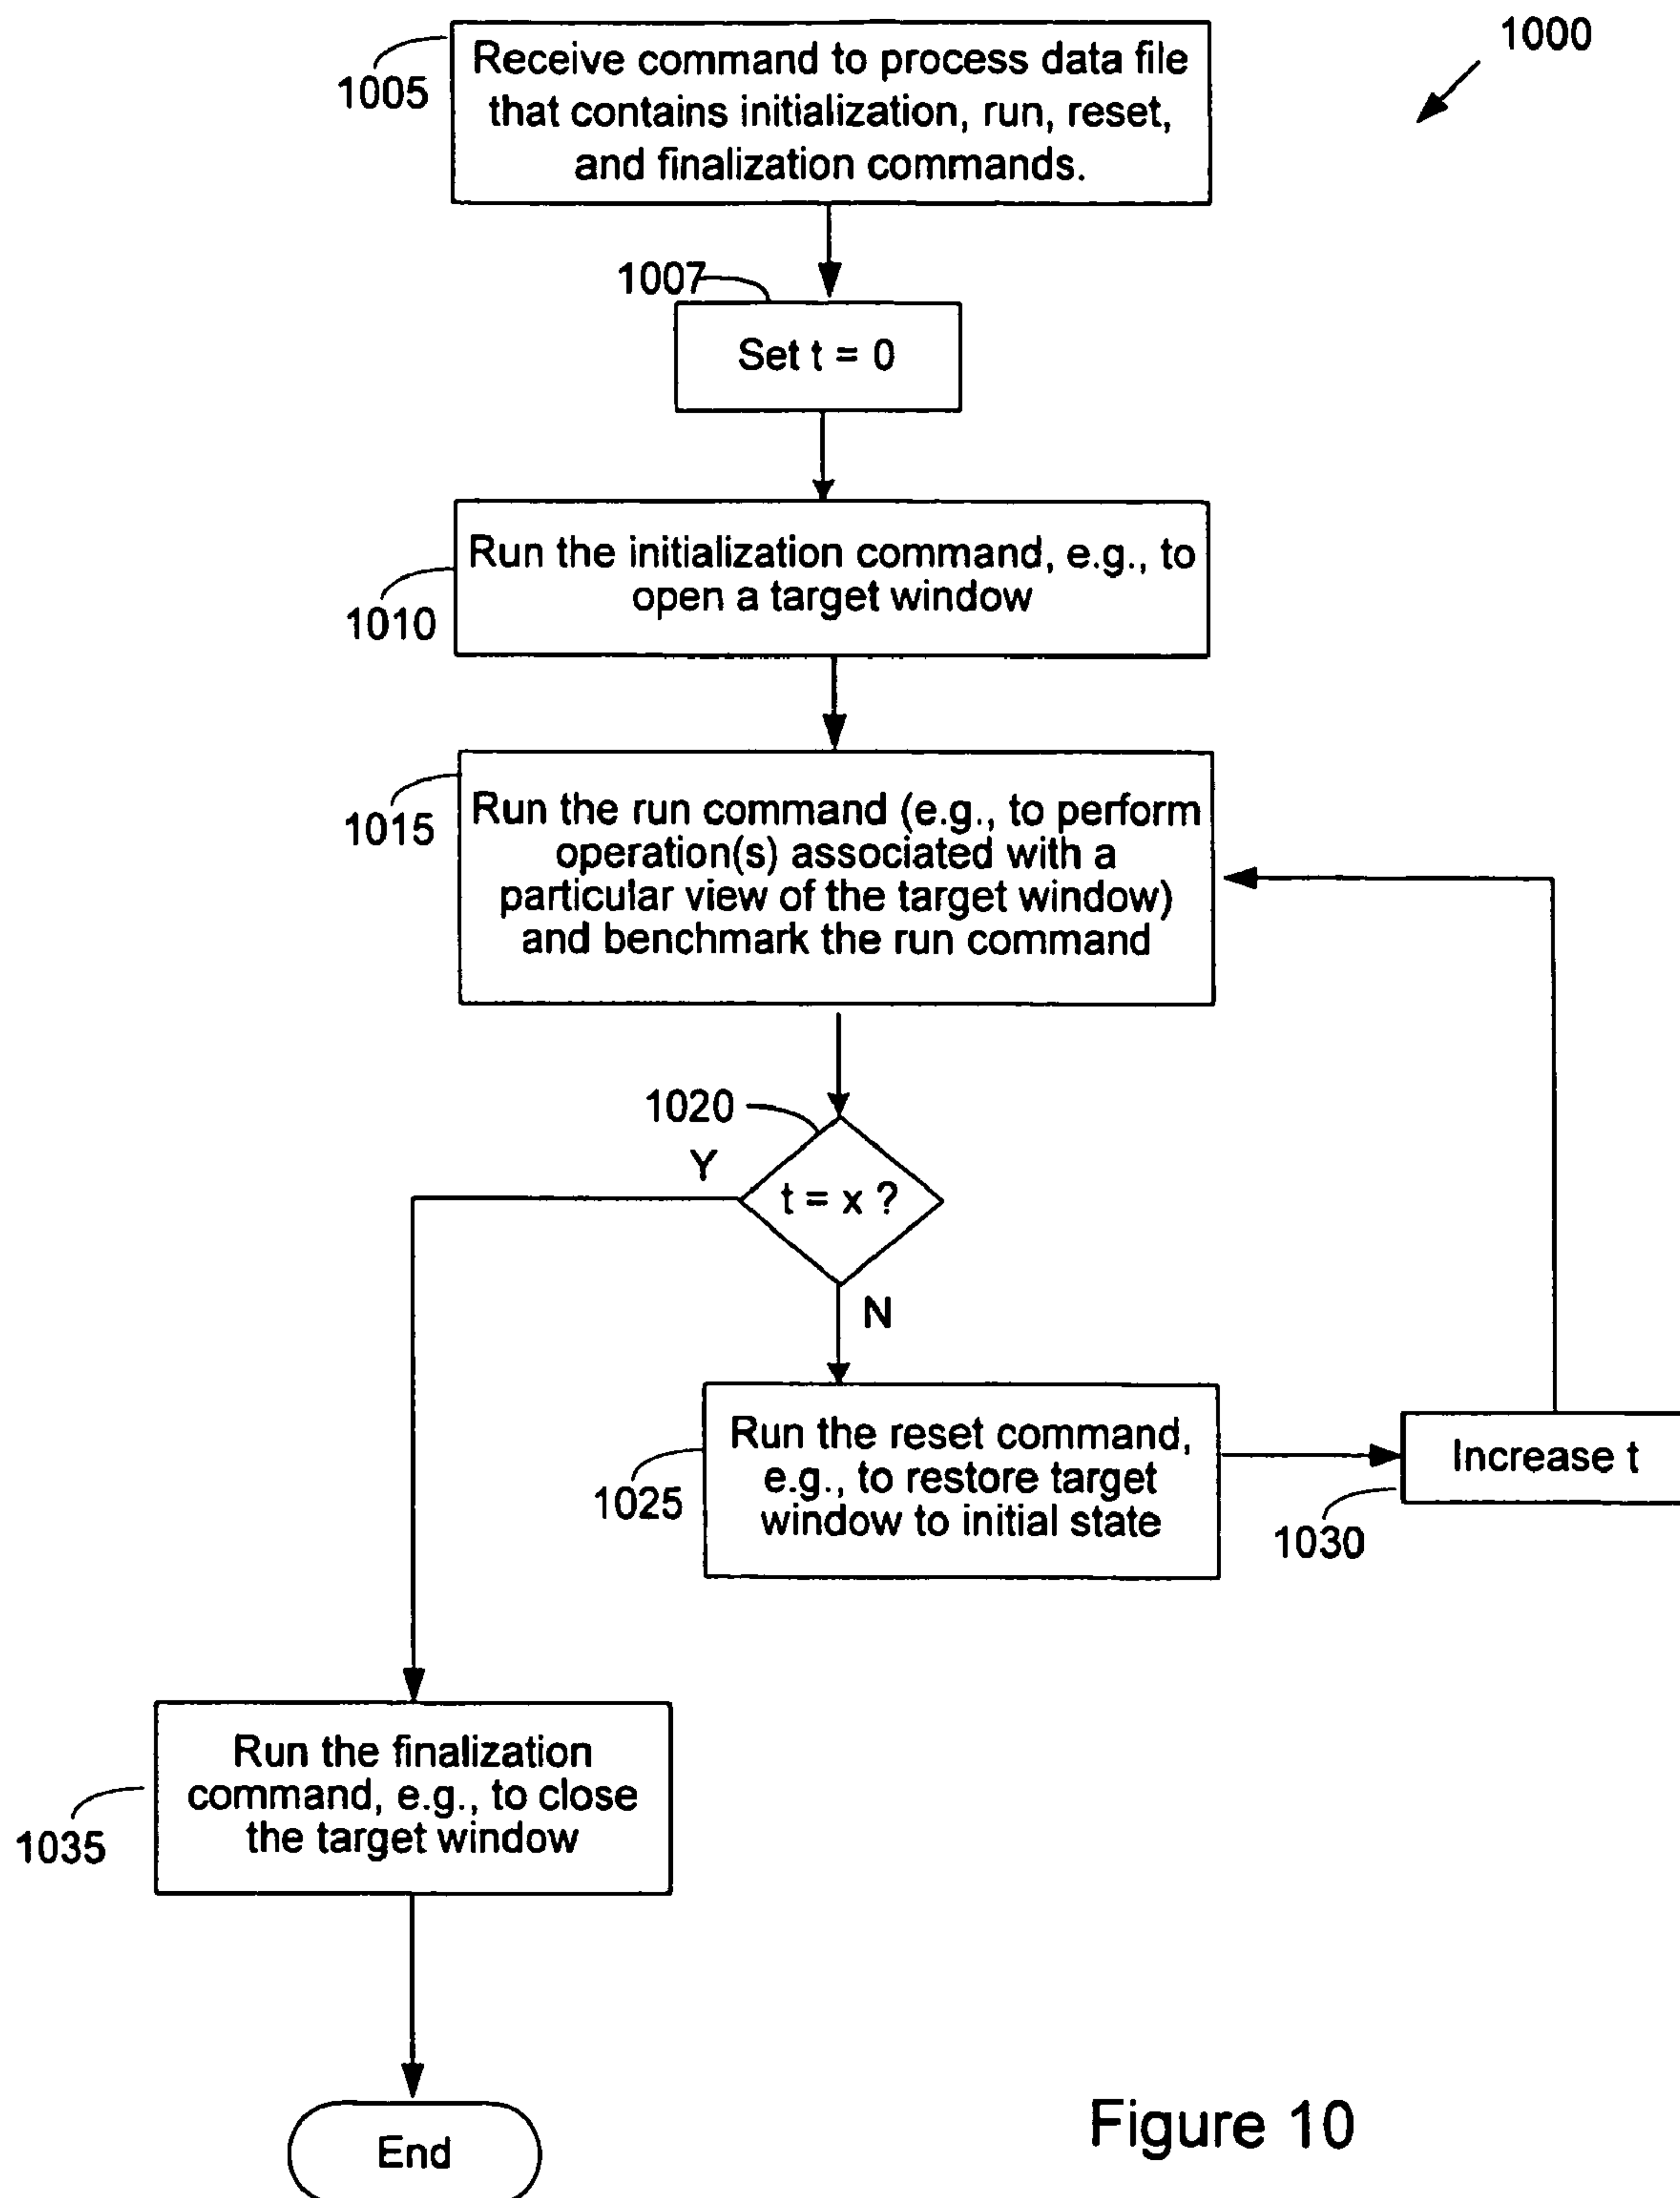 1000
Receive command to process data file
that contains initialization, run, reset,
and finalization commands.
1005
1007
Set t = 0
Run the initialization command, e.g., to
open a target window
1010
Run the run command (e.g., to perform
operation(s) associated with a
particular view of the target window)
and benchmark the run command
1015
1020
Y
t = x ?
N
Run the reset command,
e.g., to restore target
window to initial state
1025
Increase t
1030
Run the finalization
command, e.g., to close
the target window
1035
End
Figure 10